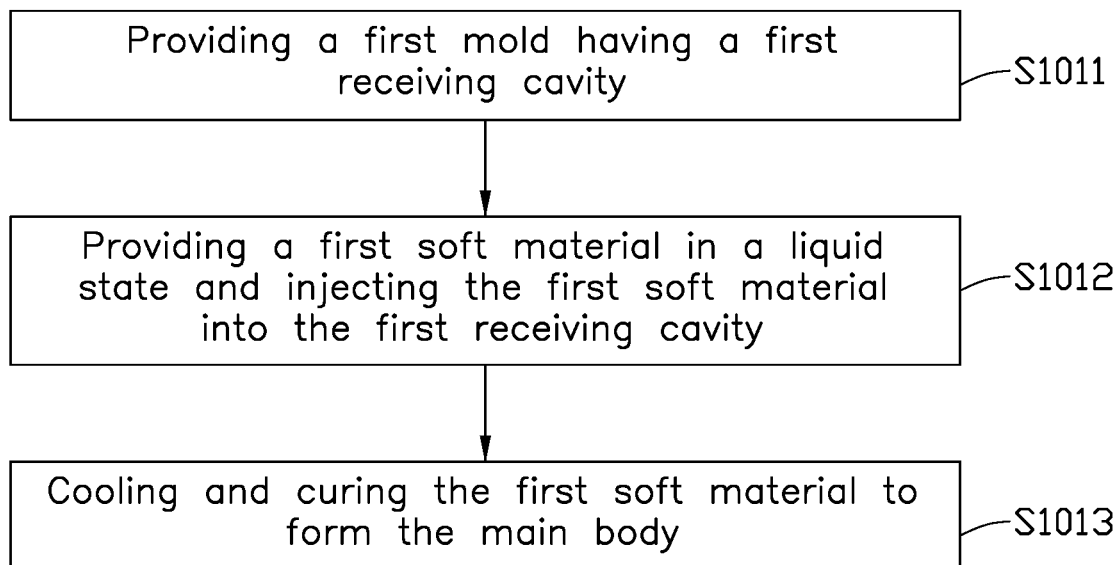 Providing a first mold having a first
receiving cavity
S1011
Providing a first soft material in a liquid
state and injecting the first soft material
into the first receiving cavity
S1012
Cooling and curing the first soft material to
form the main body
S1013